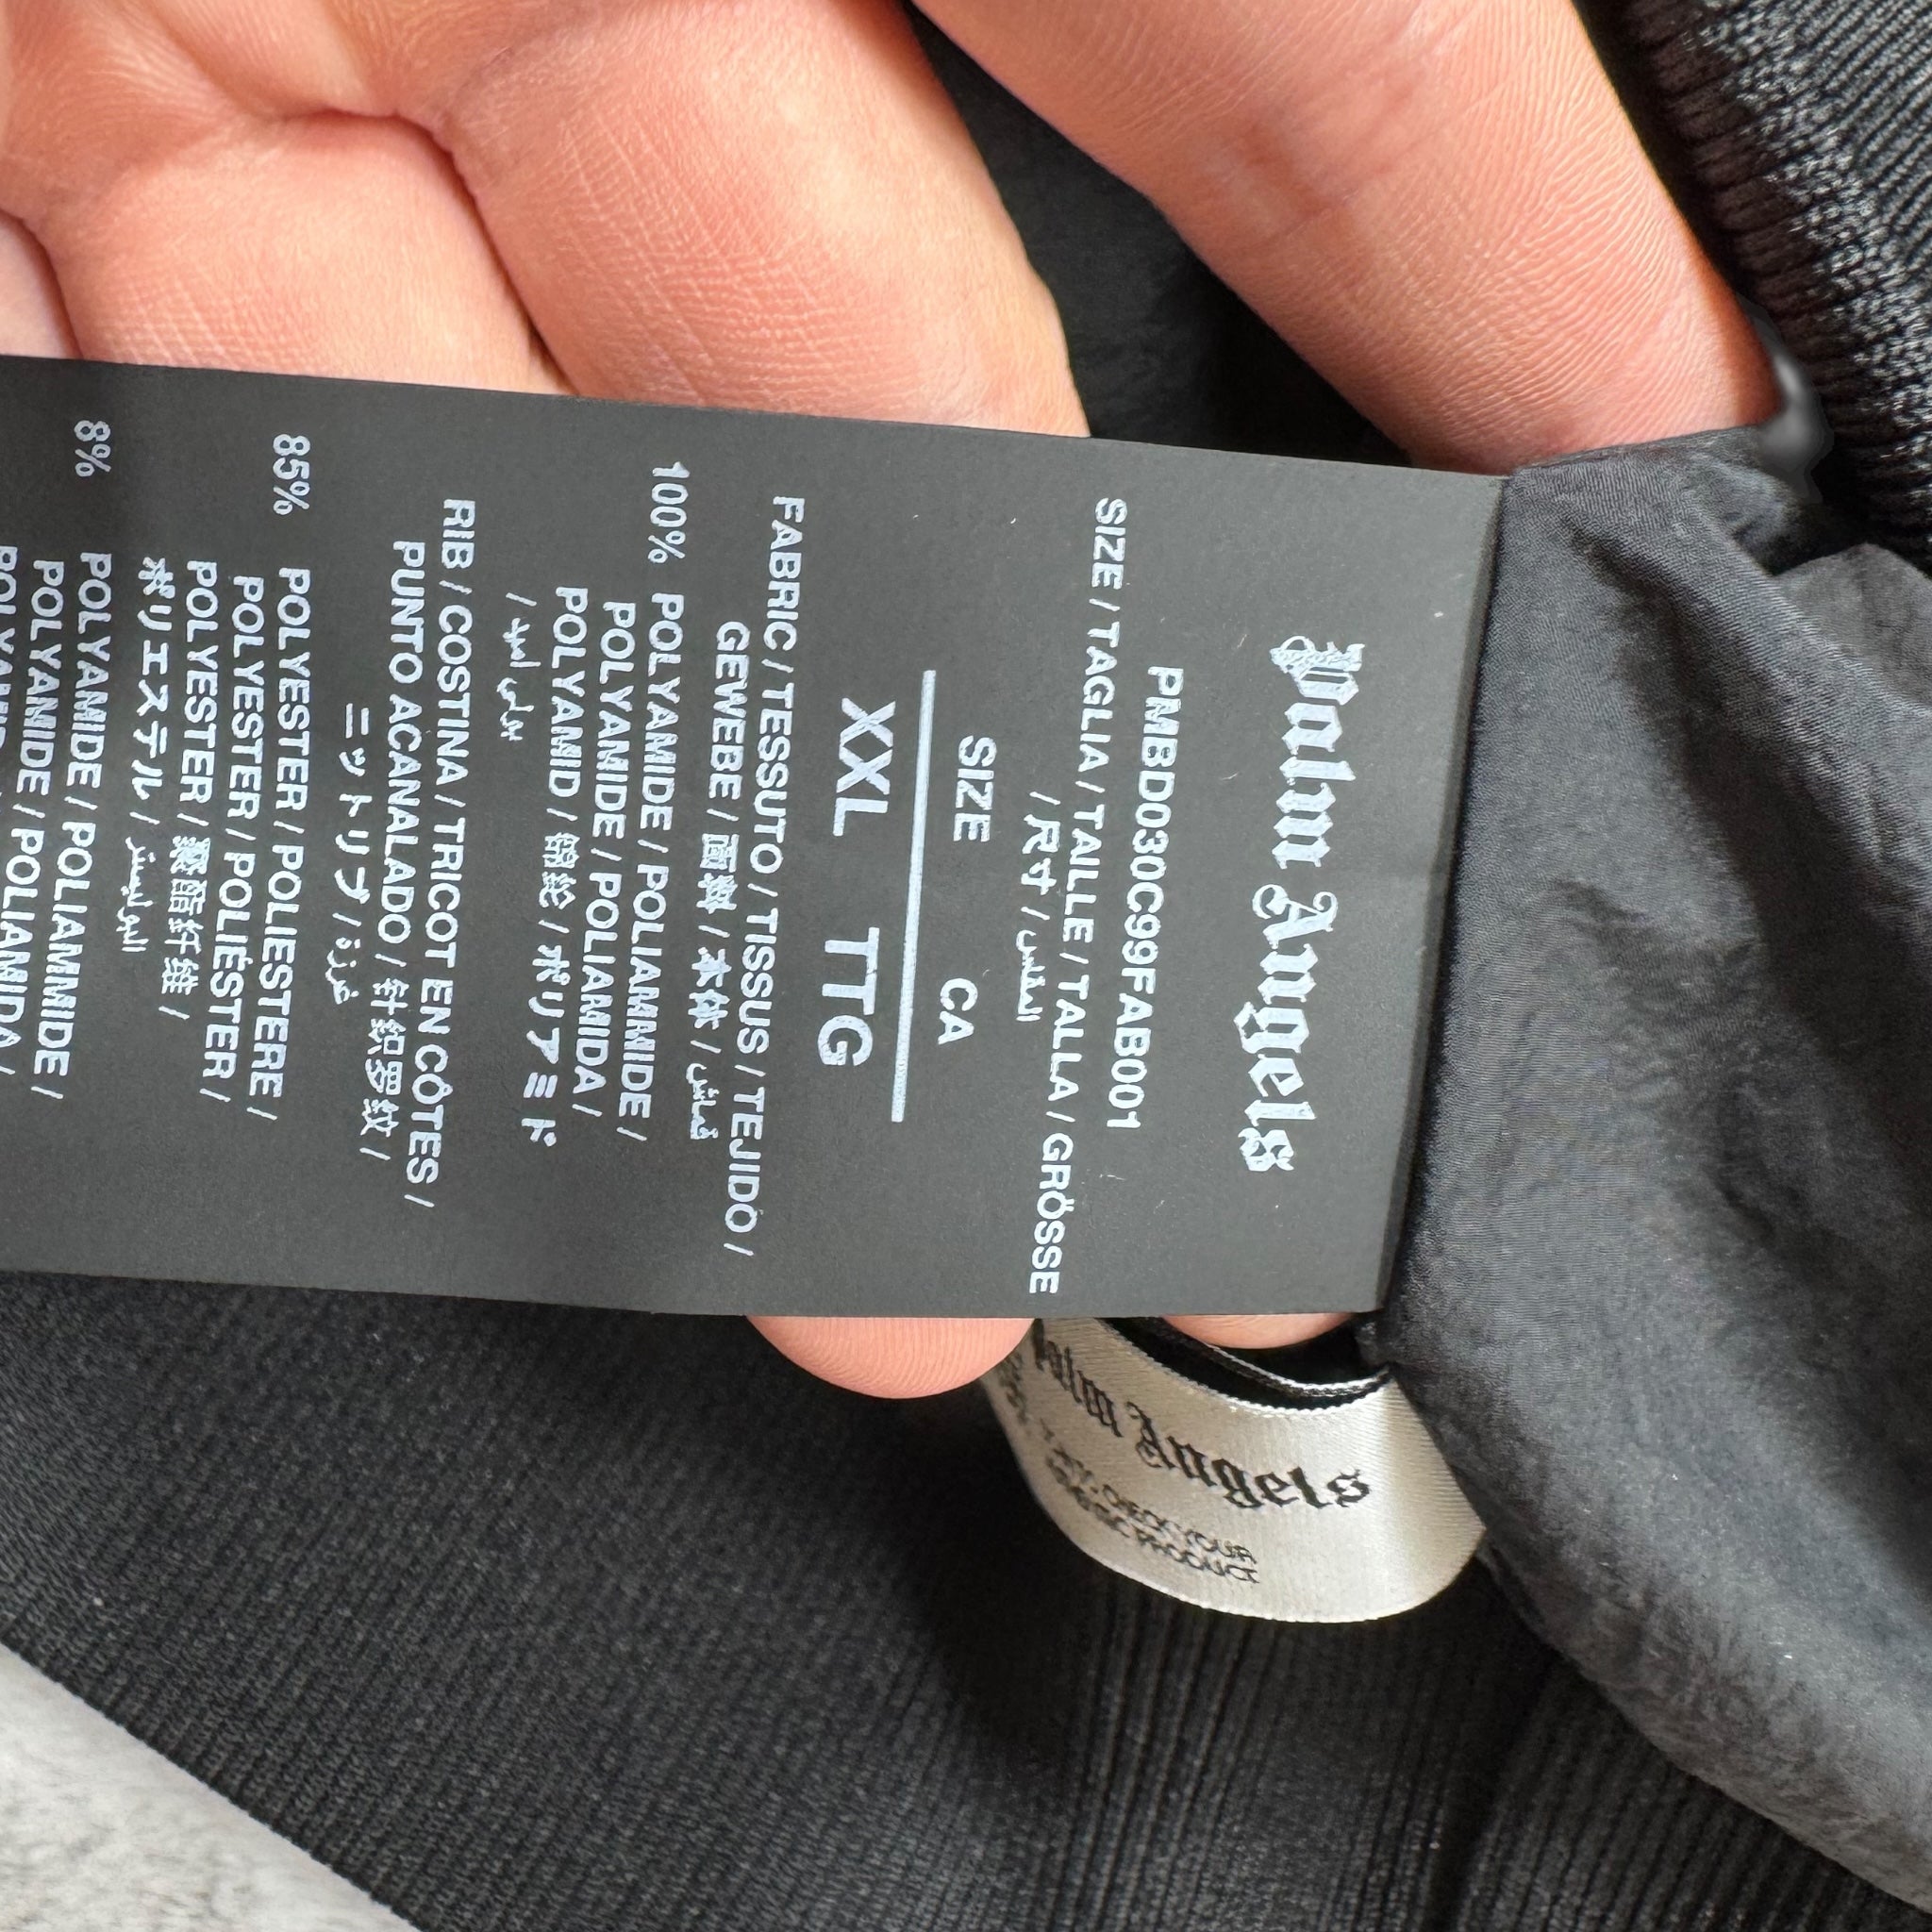 Palm Angels
PMBD030C99FAB001
SIZE / TAGLIA / TAILLE / TALLA / GRÖSSE
/ 尺寸 / المقاس
SIZE CA
XXL TTG
FABRIC / TESSUTO / TISSUS / TEJIDO /
GEWEBE / 面料 / 本体 / قماش
100% POLYAMIDE / POLIAMMIDE /
POLYAMIDE / POLIAMIDA /
POLYAMID / 锦纶 / ポリアミド
/ بولي اميد
RIB / COSTINA / TRICOT EN CÔTES /
PUNTO ACANALADO / 针织罗纹 /
ニットリブ / غرزة
85% POLYESTER / POLIESTERE /
POLYESTER / POLIÉSTER /
POLYESTER / 聚酯纤维 /
ポリエステル / البوليستر
8% POLYAMIDE / POLIAMMIDE /
POLYAMIDE / POLIAMIDA /
Palm Angels
CHECK YOUR
PRODUCT